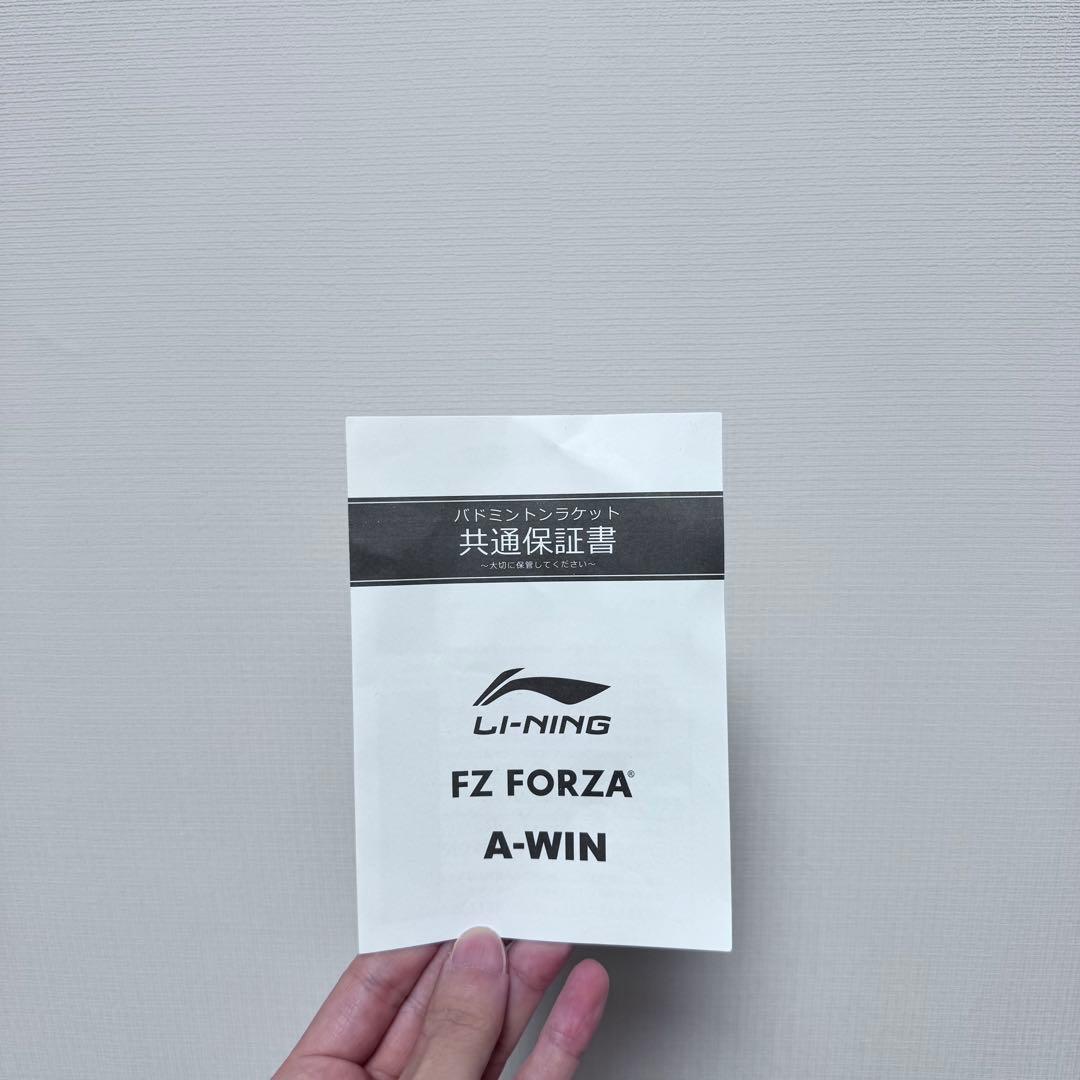 バドミントンラケット
共通保証書
～大切に保管してください～
LI-NING
FZ FORZA®
A-WIN